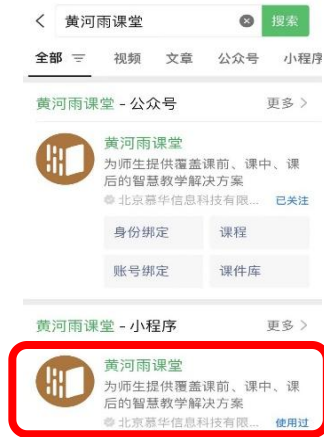 黄河雨课堂 搜索
全部 视频 文章 公众号 小程序
黄河雨课堂 - 公众号 更多
黄河雨课堂
为师生提供覆盖课前、课中、课
后的智慧教学解决方案
北京慕华信息科技有限... 已关注
身份绑定 课程
账号绑定 课件库
黄河雨课堂 - 小程序 更多
黄河雨课堂
为师生提供覆盖课前、课中、课
后的智慧教学解决方案
北京慕华信息科技有限... 使用过